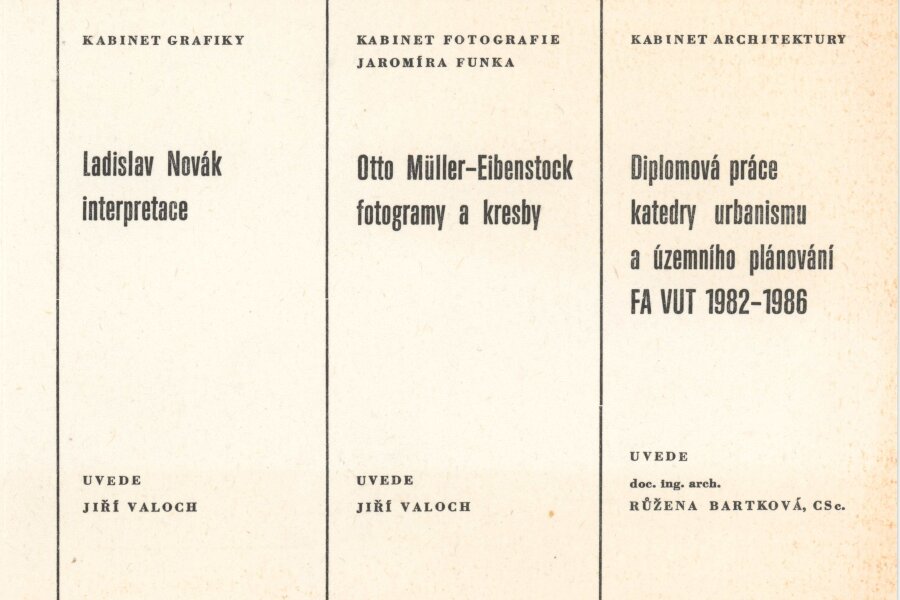 KABINET GRAFIKY
Ladislav Novák
interpretace
UVEDE
JIŘÍ VALOCH
KABINET FOTOGRAFIE
JAROMÍRA FUNKA
Otto Müller-Eibenstock
fotogramy a kresby
UVEDE
JIŘÍ VALOCH
KABINET ARCHITEKTURY
Diplomová práce
katedry urbanismu
a územního plánování
FA VUT 1982-1986
UVEDE
doc. ing. arch.
RŮŽENA BARTKOVÁ, CSc.